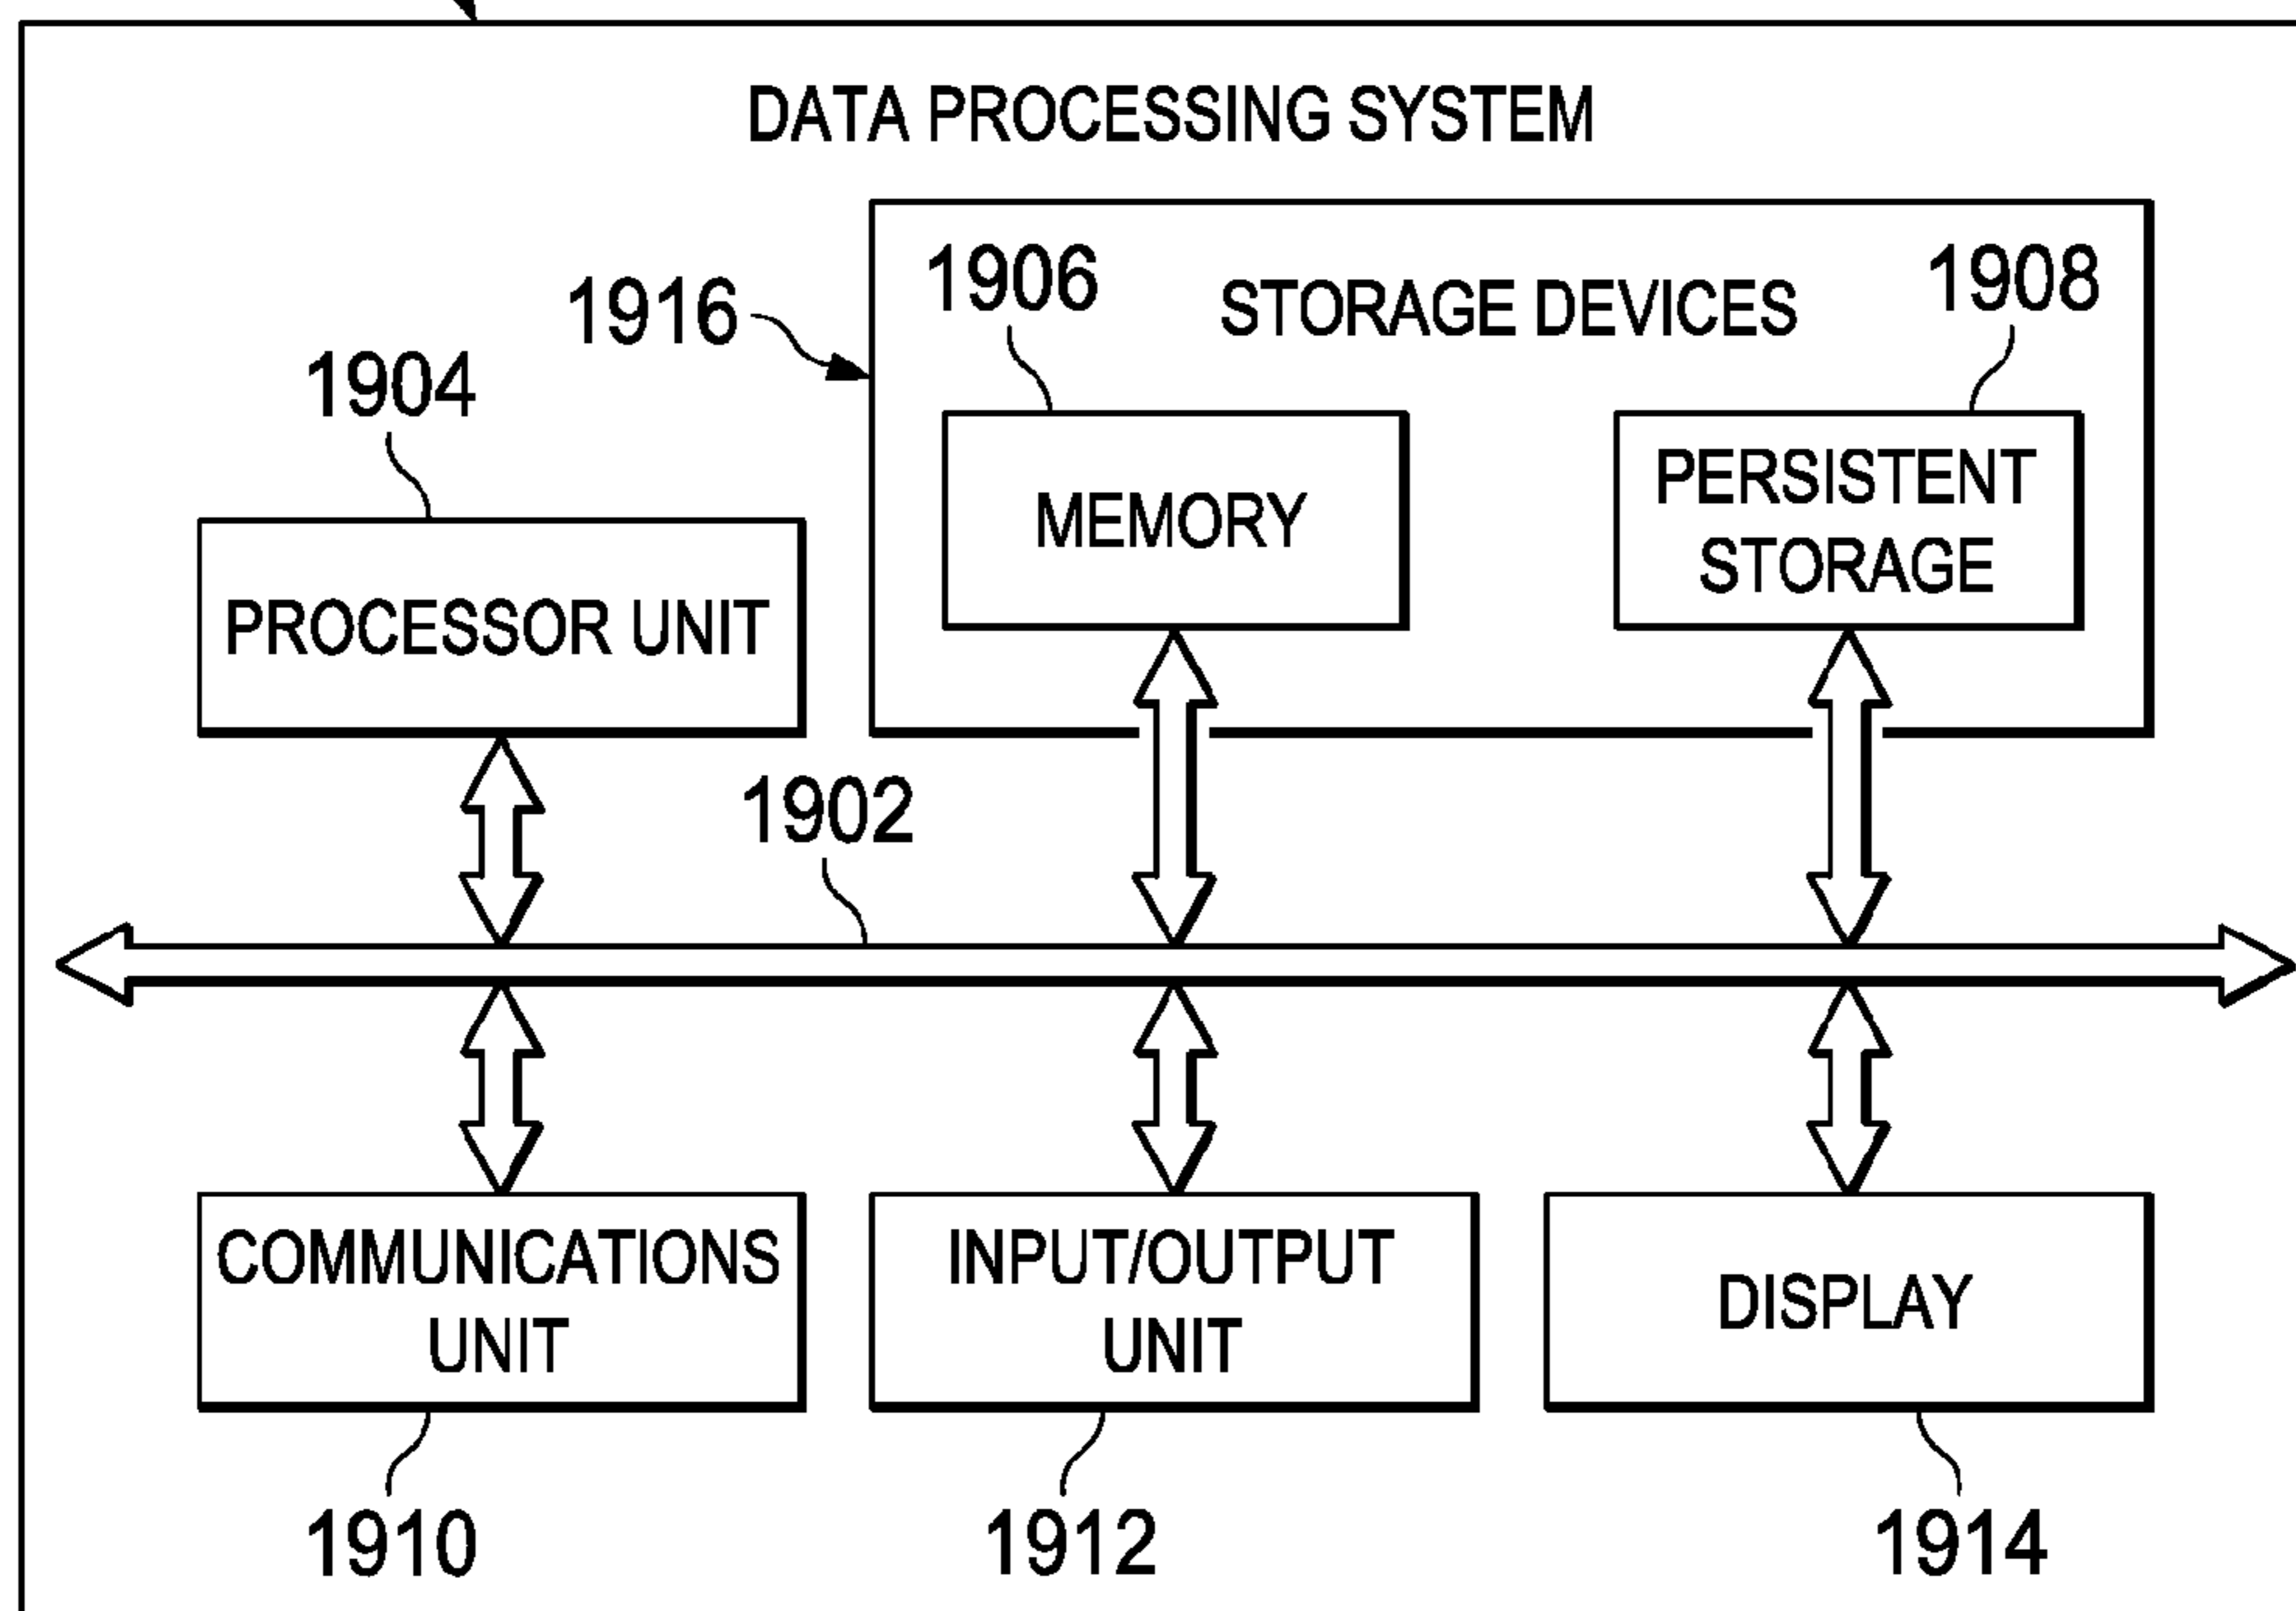 DATA PROCESSING SYSTEM
1916
1906
STORAGE DEVICES
1908
1904
MEMORY
PERSISTENT
STORAGE
PROCESSOR UNIT
1902
COMMUNICATIONS
UNIT
INPUT/OUTPUT
UNIT
DISPLAY
1910
1912
1914